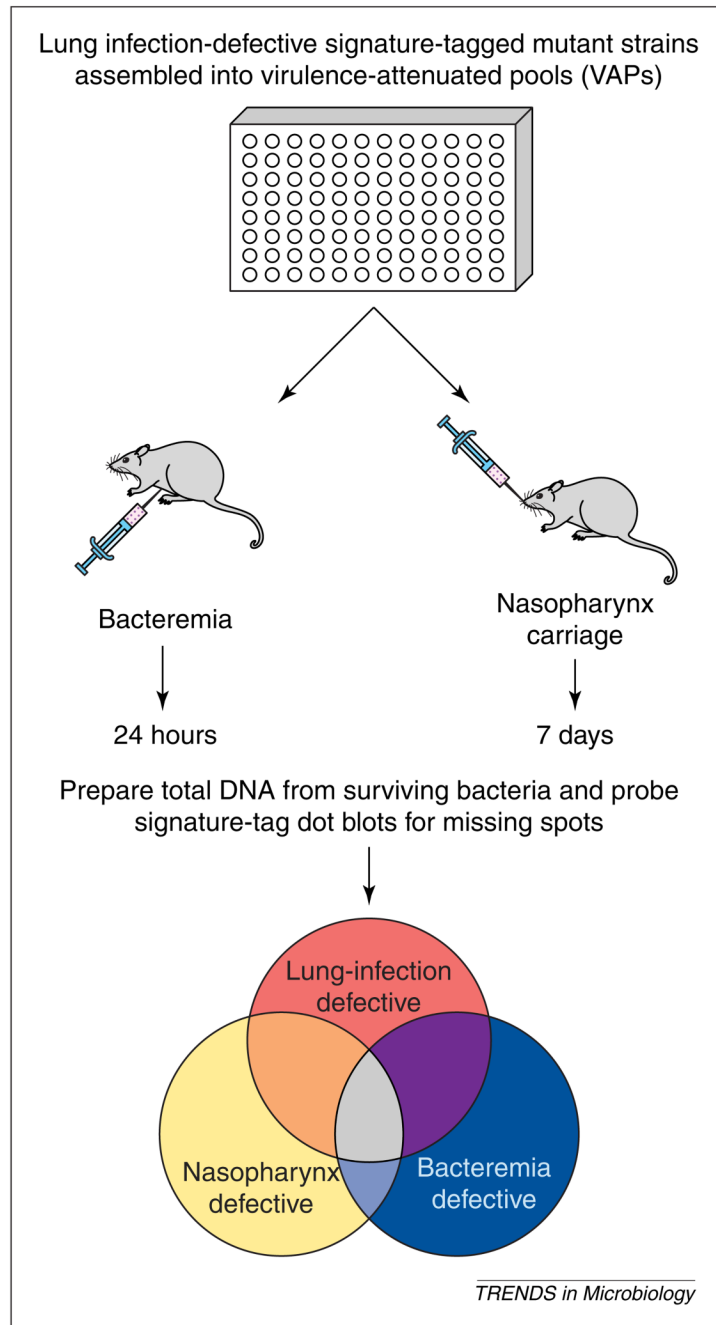 Lung infection-defective signature-tagged mutant strains
assembled into virulence-attenuated pools (VAPs)
Bacteremia
Nasopharynx
carriage
24 hours
7 days
Prepare total DNA from surviving bacteria and probe
signature-tag dot blots for missing spots
Lung-infection
defective
Nasopharynx
defective
Bacteremia
defective
TRENDS in Microbiology